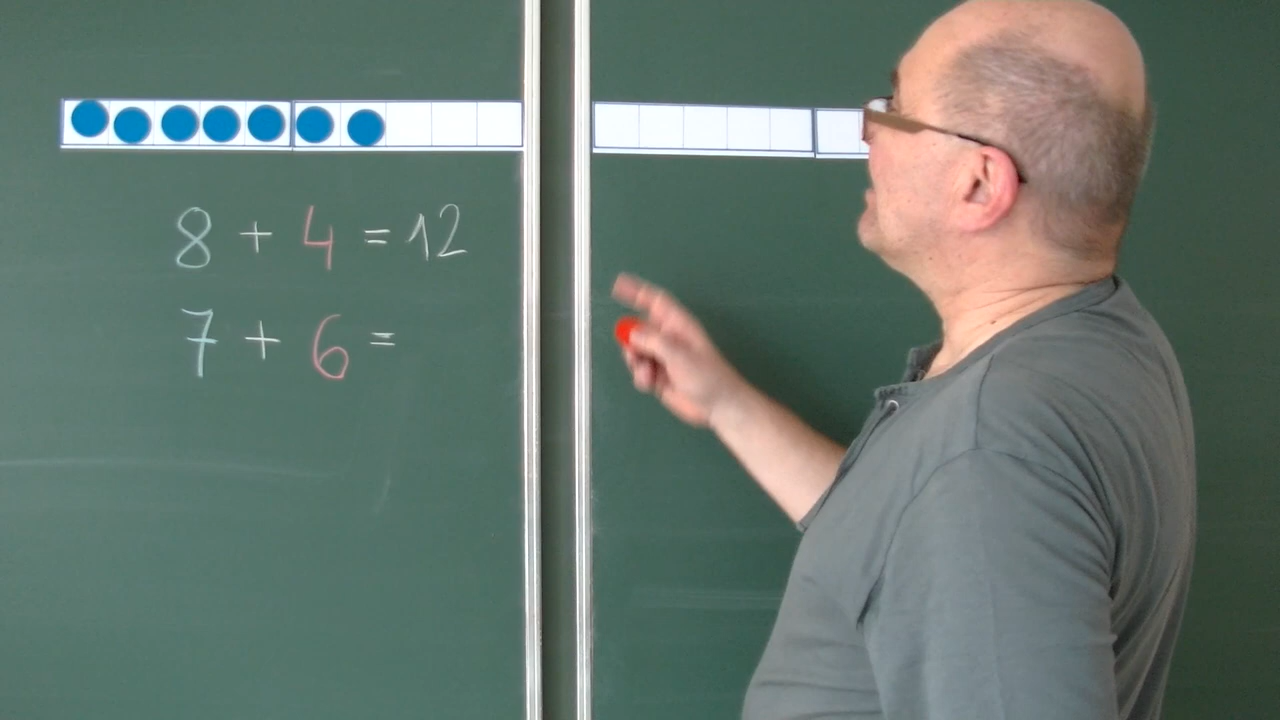 8 + 4 = 12
7 + 6 =